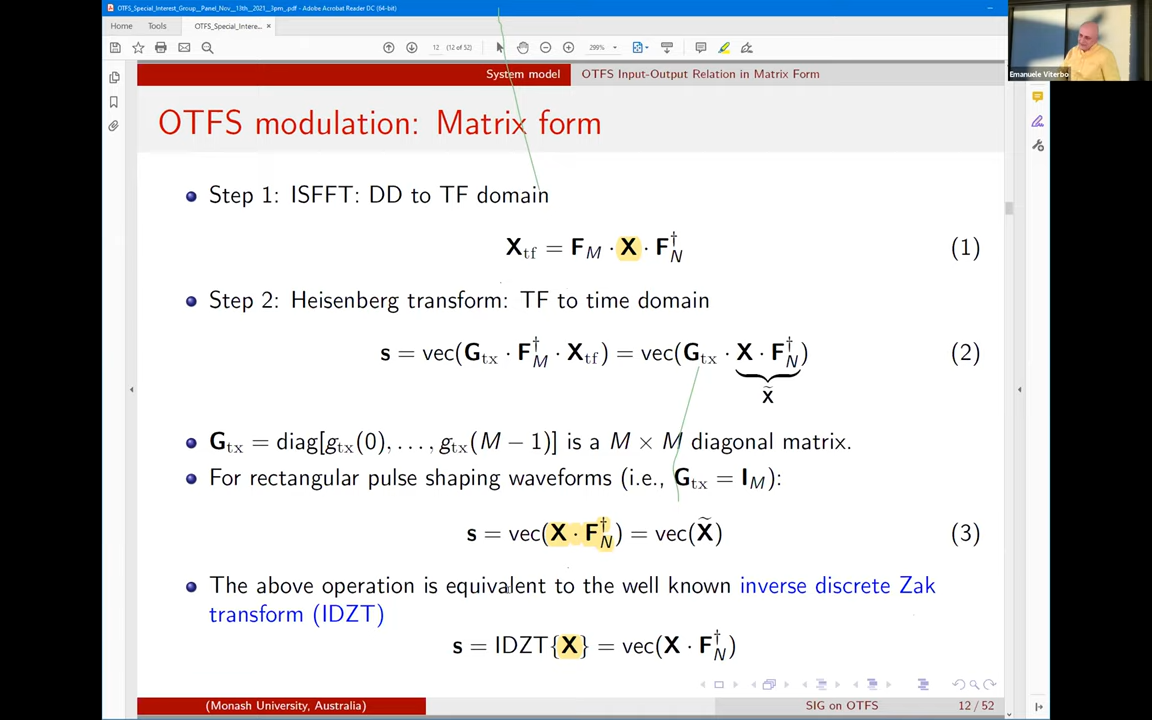 OTFS_Special_Interest_Group__Panel_Nov__13th__2021__3pm_.pdf - Adobe Acrobat Reader DC (64-bit)
Home Tools OTFS_Special_Intere... ×
12 (12 of 52) 299%
Emanuele Viterbo
System model OTFS Input-Output Relation in Matrix Form
OTFS modulation: Matrix form
Step 1: ISFFT: DD to TF domain
X_tf = F_M · X · F_N^† (1)
Step 2: Heisenberg transform: TF to time domain
s = vec(G_tx · F_M^† · X_tf) = vec(G_tx · X · F_N^†) (2)
X̃
G_tx = diag[g_tx(0), . . . , g_tx(M − 1)] is a M × M diagonal matrix.
For rectangular pulse shaping waveforms (i.e., G_tx = I_M):
s = vec(X · F_N^†) = vec(X̃) (3)
The above operation is equivalent to the well known inverse discrete Zak
transform (IDZT)
s = IDZT{X} = vec(X · F_N^†)
(Monash University, Australia) SIG on OTFS 12 / 52